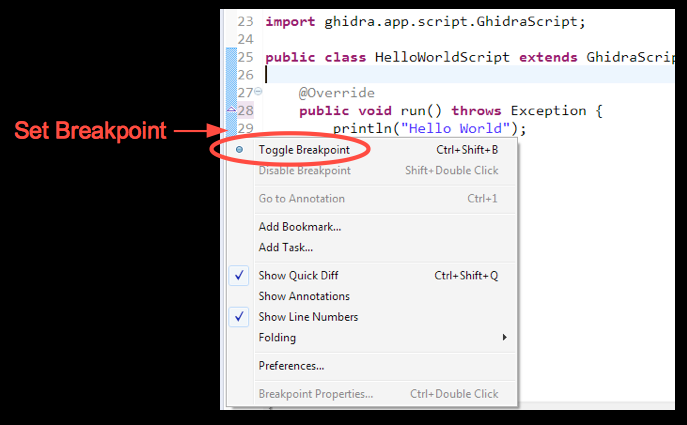 23 import ghidra.app.script.GhidraScript;
24
25 public class HelloWorldScript extends GhidraScrip
26
27 @Override
28 public void run() throws Exception {
Set Breakpoint
29 println("Hello World");
Toggle Breakpoint Ctrl+Shift+B
Disable Breakpoint Shift+Double Click
Go to Annotation Ctrl+1
Add Bookmark...
Add Task...
Show Quick Diff Ctrl+Shift+Q
Show Annotations
Show Line Numbers
Folding
Preferences...
Breakpoint Properties... Ctrl+Double Click